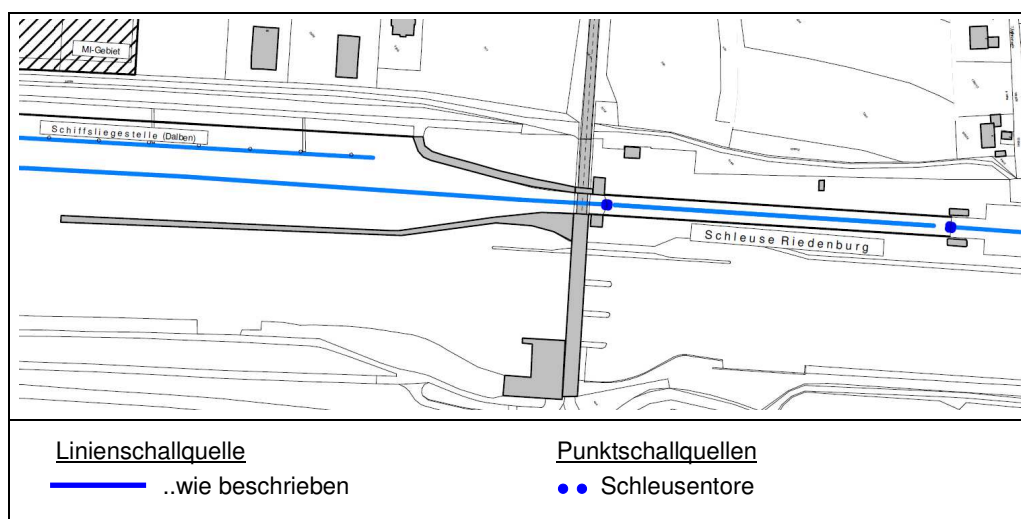 MI-Gebiet
Schiffsliegestelle (Dalben)
Schleuse Riedenburg
Linienschallquelle
..wie beschrieben
Punktschallquellen
Schleusentore